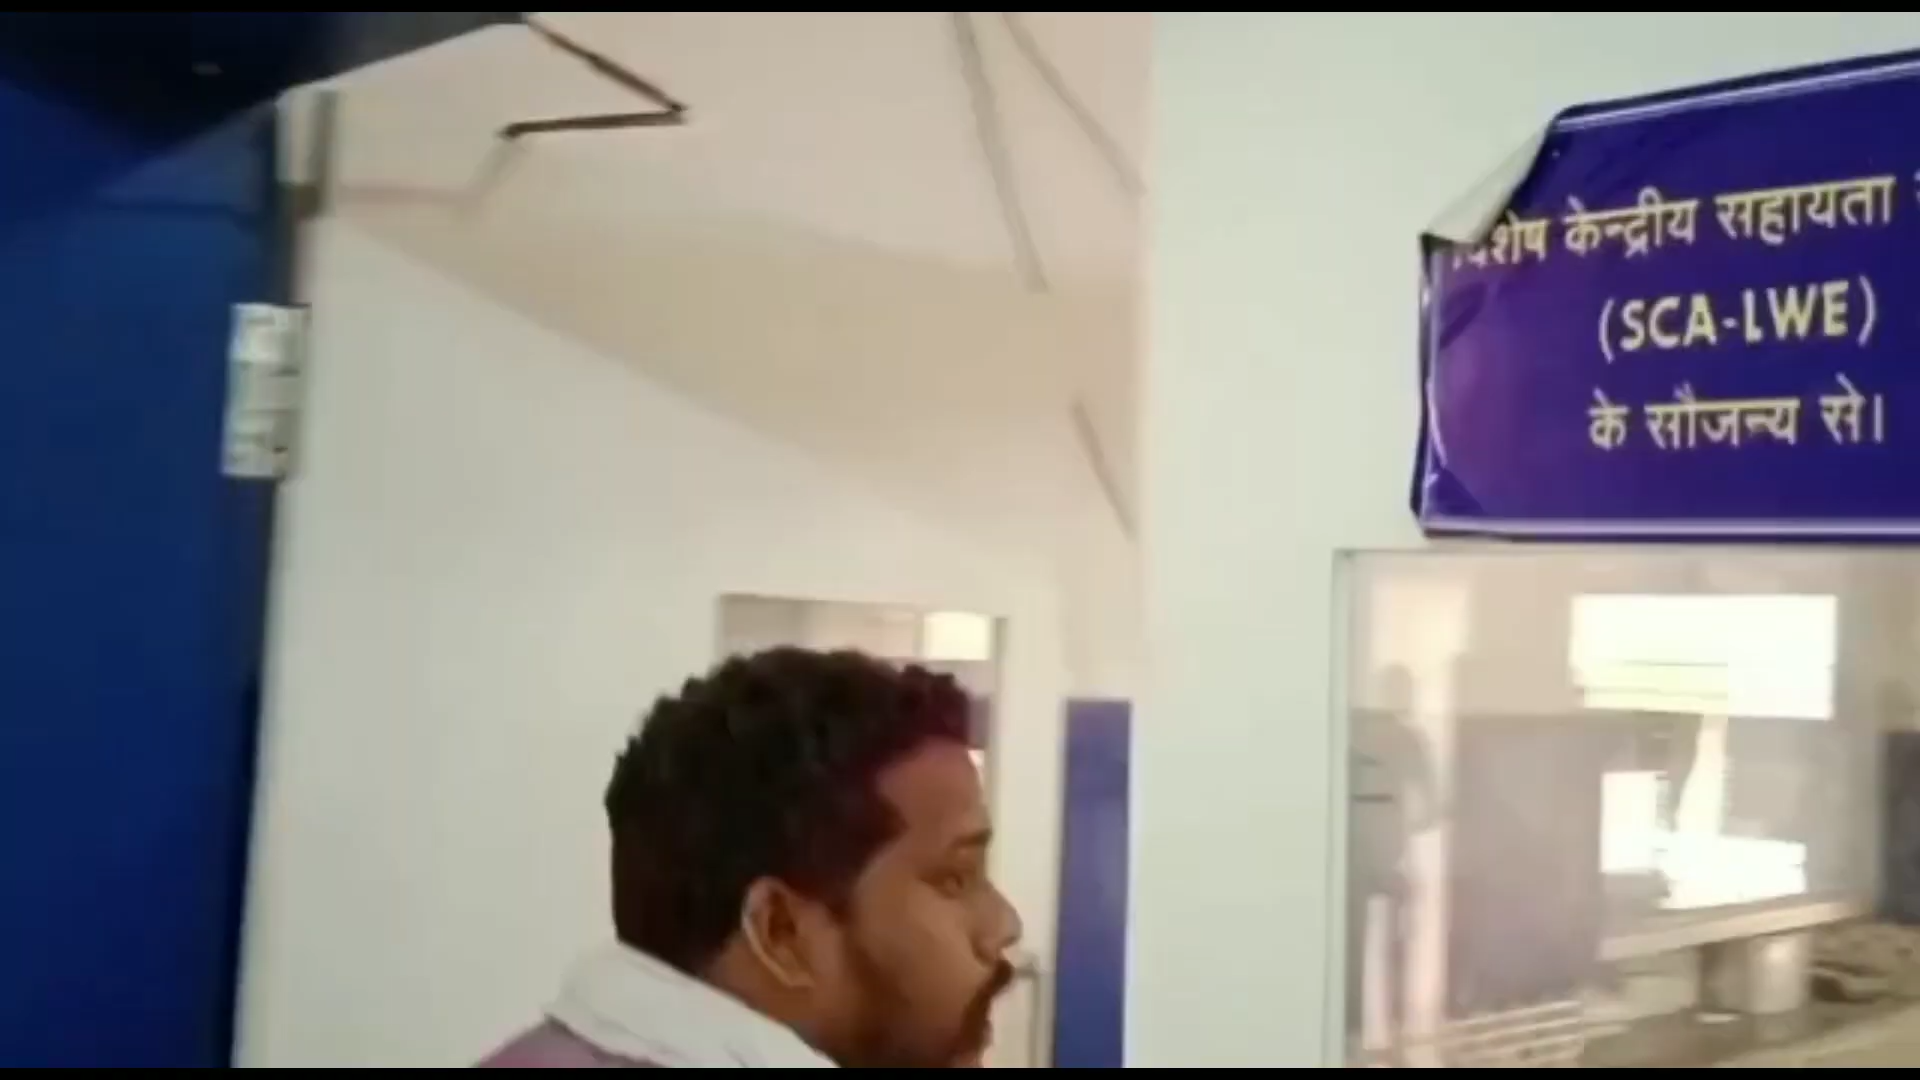 विशेष केन्द्रीय सहायता
(SCA-LWE)
के सौजन्य से।